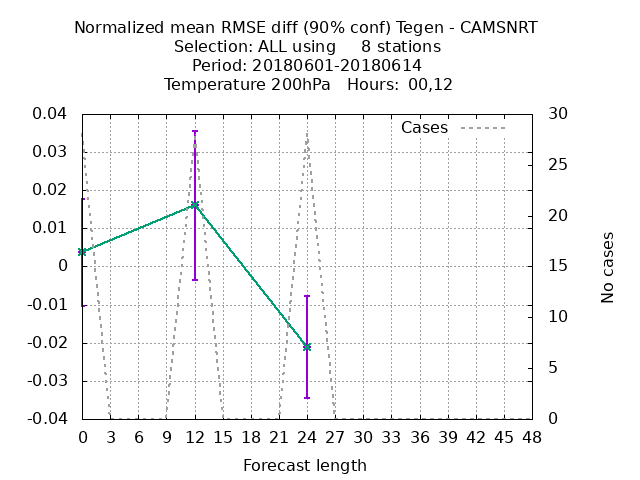 Normalized mean RMSE diff (90% conf) Tegen - CAMSNRT
Selection: ALL using     8 stations
Period: 20180601-20180614
Temperature 200hPa   Hours: 00,12
Cases
0.04
0.03
0.02
0.01
0
-0.01
-0.02
-0.03
-0.04
30
25
20
15
10
5
0
No cases
0 3 6 9 12 15 18 21 24 27 30 33 36 39 42 45 48
Forecast length